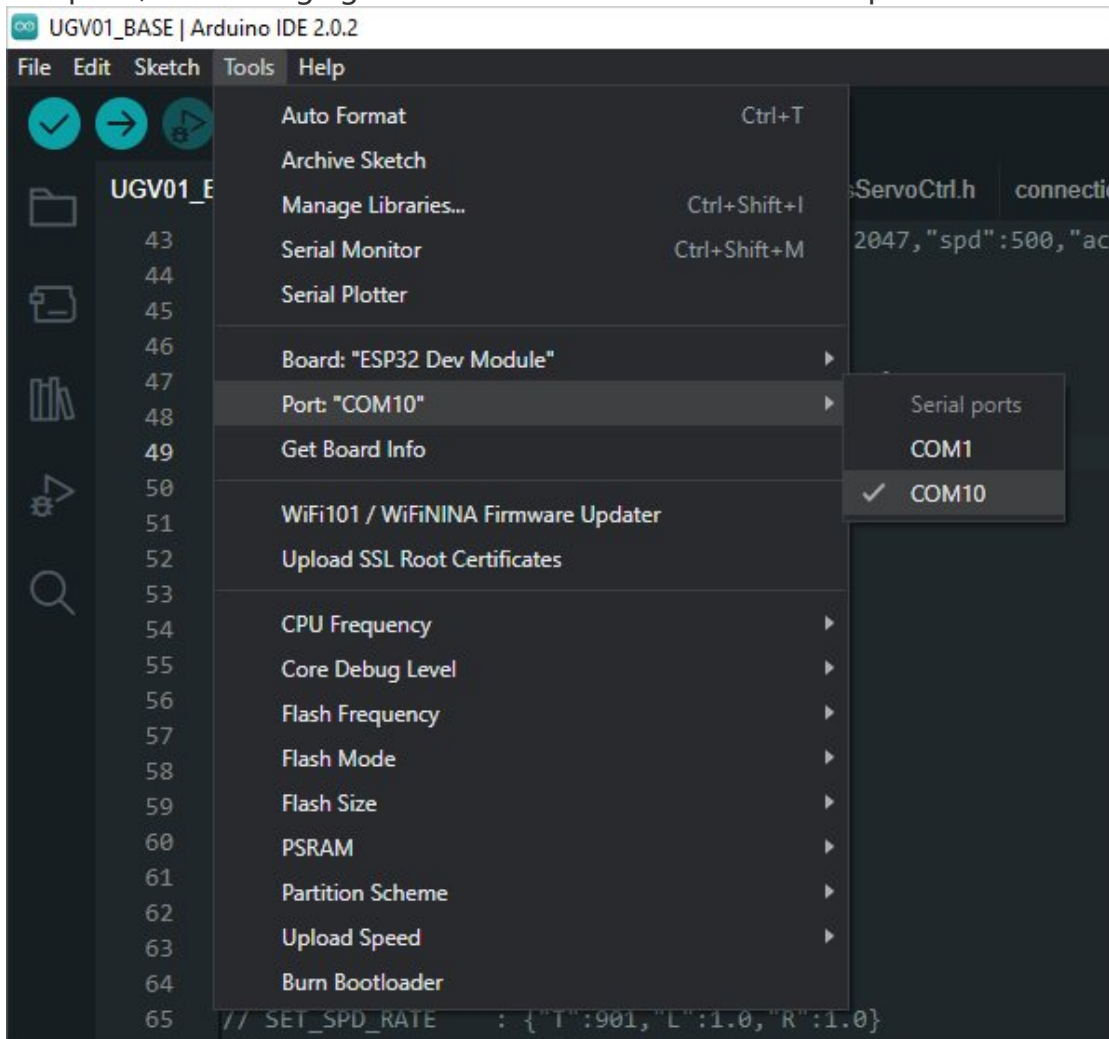 UGV01_BASE | Arduino IDE 2.0.2
File Edit Sketch Tools Help
Auto Format Ctrl+T
Archive Sketch
UGV01_B
sServoCtrl.h connecti
Manage Libraries... Ctrl+Shift+I
43 2047,"spd":500,"ac
Serial Monitor Ctrl+Shift+M
44
Serial Plotter
45
46
Board: "ESP32 Dev Module"
47
Port: "COM10" Serial ports
48
Get Board Info COM1
49
50 COM10
WiFi101 / WiFiNINA Firmware Updater
51
Upload SSL Root Certificates
52
53
CPU Frequency
54
Core Debug Level
55
Flash Frequency
56
57
Flash Mode
58
Flash Size
59
PSRAM
60
61
Partition Scheme
62
Upload Speed
63
Burn Bootloader
64
65 // SET_SPD_RATE : {"T":901,"L":1.0,"R":1.0}